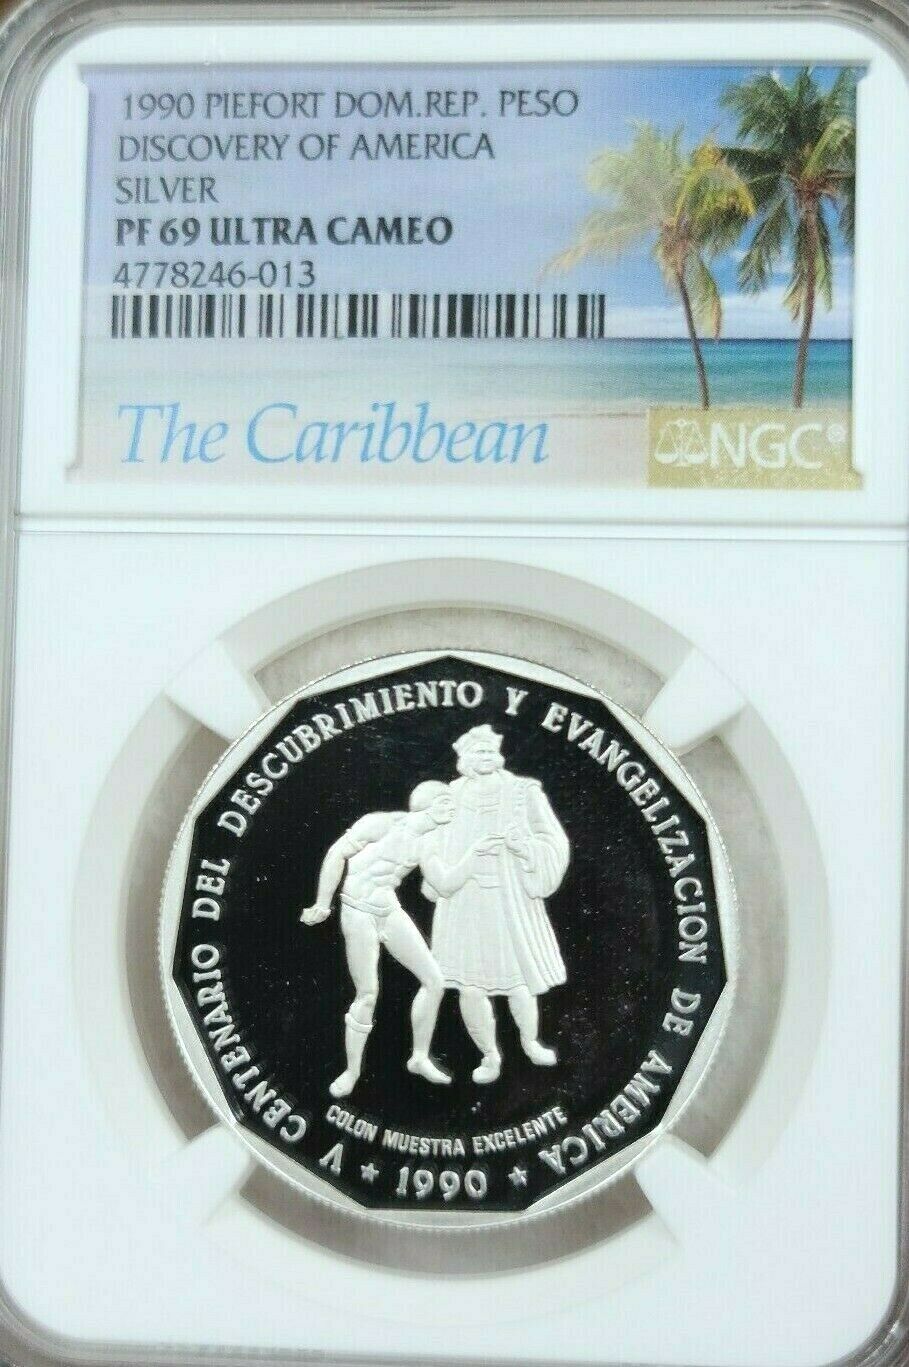 1990 PIEFORT DOM.REP. PESO
DISCOVERY OF AMERICA
SILVER
PF 69 ULTRA CAMEO
4778246-013
The Caribbean
NGC®
V CENTENARIO DEL DESCUBRIMIENTO Y EVANGELIZACION DE AMERICA
COLON MUESTRA EXCELENTE
★ 1990 ★